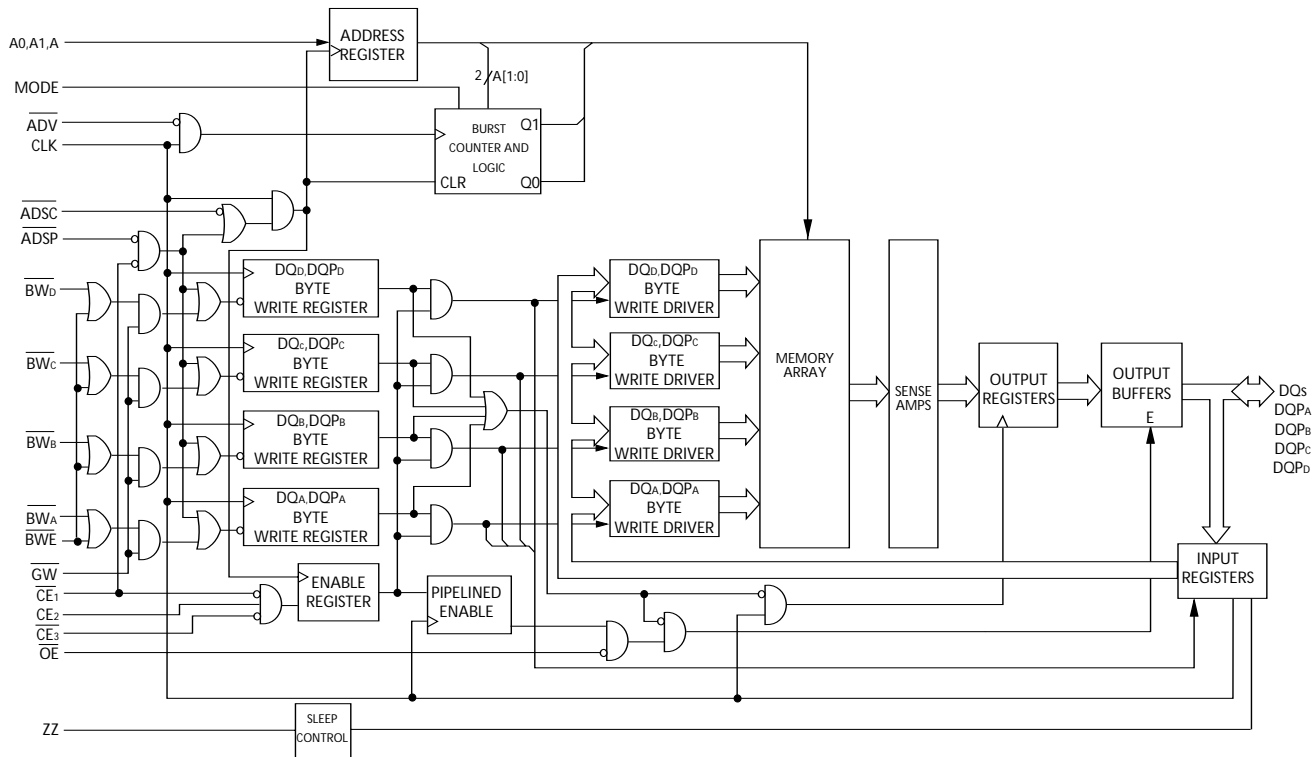 A0,A1,A
ADDRESS
REGISTER
MODE
2 A[1:0]
ADV
CLK
BURST
COUNTER AND
LOGIC
Q1
CLR
Q0
ADSC
ADSP
BWD
DQD,DQPD
BYTE
WRITE REGISTER
DQD,DQPD
BYTE
WRITE DRIVER
BWC
DQC,DQPC
BYTE
WRITE REGISTER
DQC,DQPC
BYTE
WRITE DRIVER
MEMORY
ARRAY
SENSE
AMPS
OUTPUT
REGISTERS
OUTPUT
BUFFERS
E
DQS
DQPA
DQPB
DQPC
DQPD
BWB
DQB,DQPB
BYTE
WRITE REGISTER
DQB,DQPB
BYTE
WRITE DRIVER
BWA
BWE
DQA,DQPA
BYTE
WRITE REGISTER
DQA,DQPA
BYTE
WRITE DRIVER
GW
CE1
CE2
CE3
OE
ENABLE
REGISTER
PIPELINED
ENABLE
INPUT
REGISTERS
ZZ
SLEEP
CONTROL